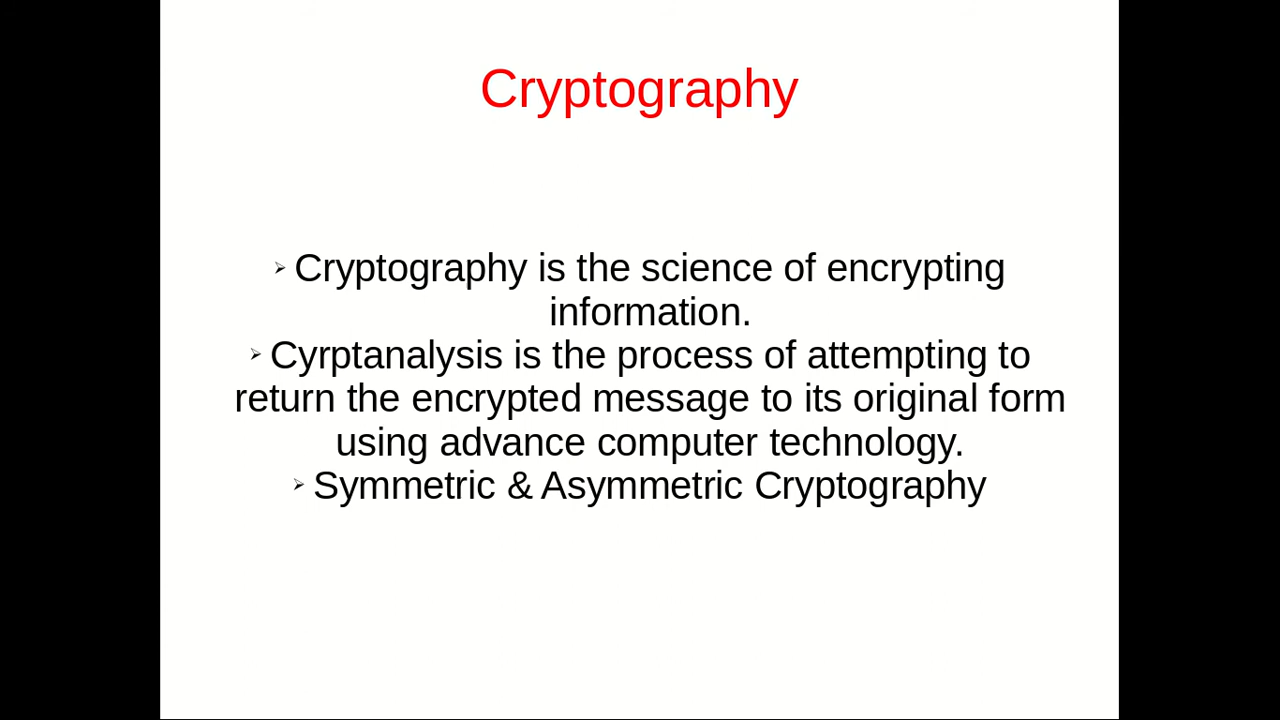 Cryptography
➢ Cryptography is the science of encrypting
information.
➢ Cyrptanalysis is the process of attempting to
return the encrypted message to its original form
using advance computer technology.
➢ Symmetric & Asymmetric Cryptography